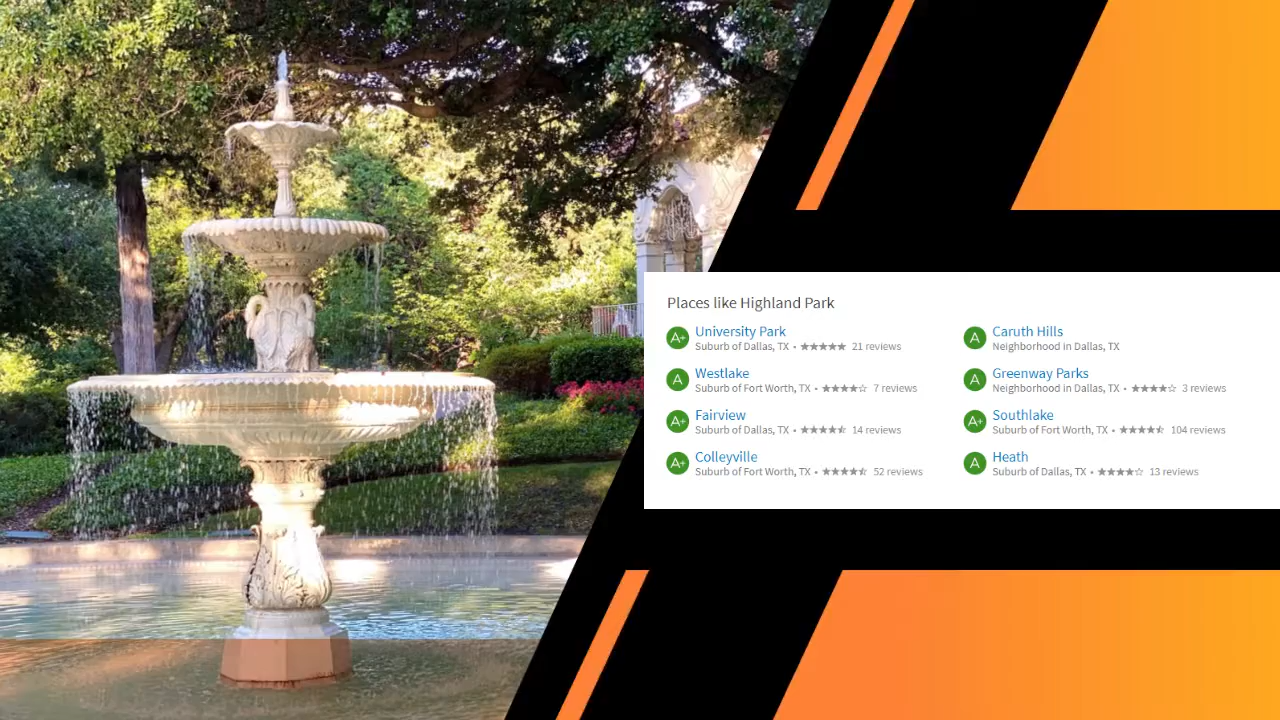 Places like Highland Park
A+ University Park
Suburb of Dallas, TX • ★★★★★ 21 reviews
A Westlake
Suburb of Fort Worth, TX • ★★★★☆ 7 reviews
A+ Fairview
Suburb of Dallas, TX • ★★★★⯪ 14 reviews
A+ Colleyville
Suburb of Fort Worth, TX • ★★★★⯪ 52 reviews
A Caruth Hills
Neighborhood in Dallas, TX
A Greenway Parks
Neighborhood in Dallas, TX • ★★★★☆ 3 reviews
A+ Southlake
Suburb of Fort Worth, TX • ★★★★⯪ 104 reviews
A Heath
Suburb of Dallas, TX • ★★★★☆ 13 reviews